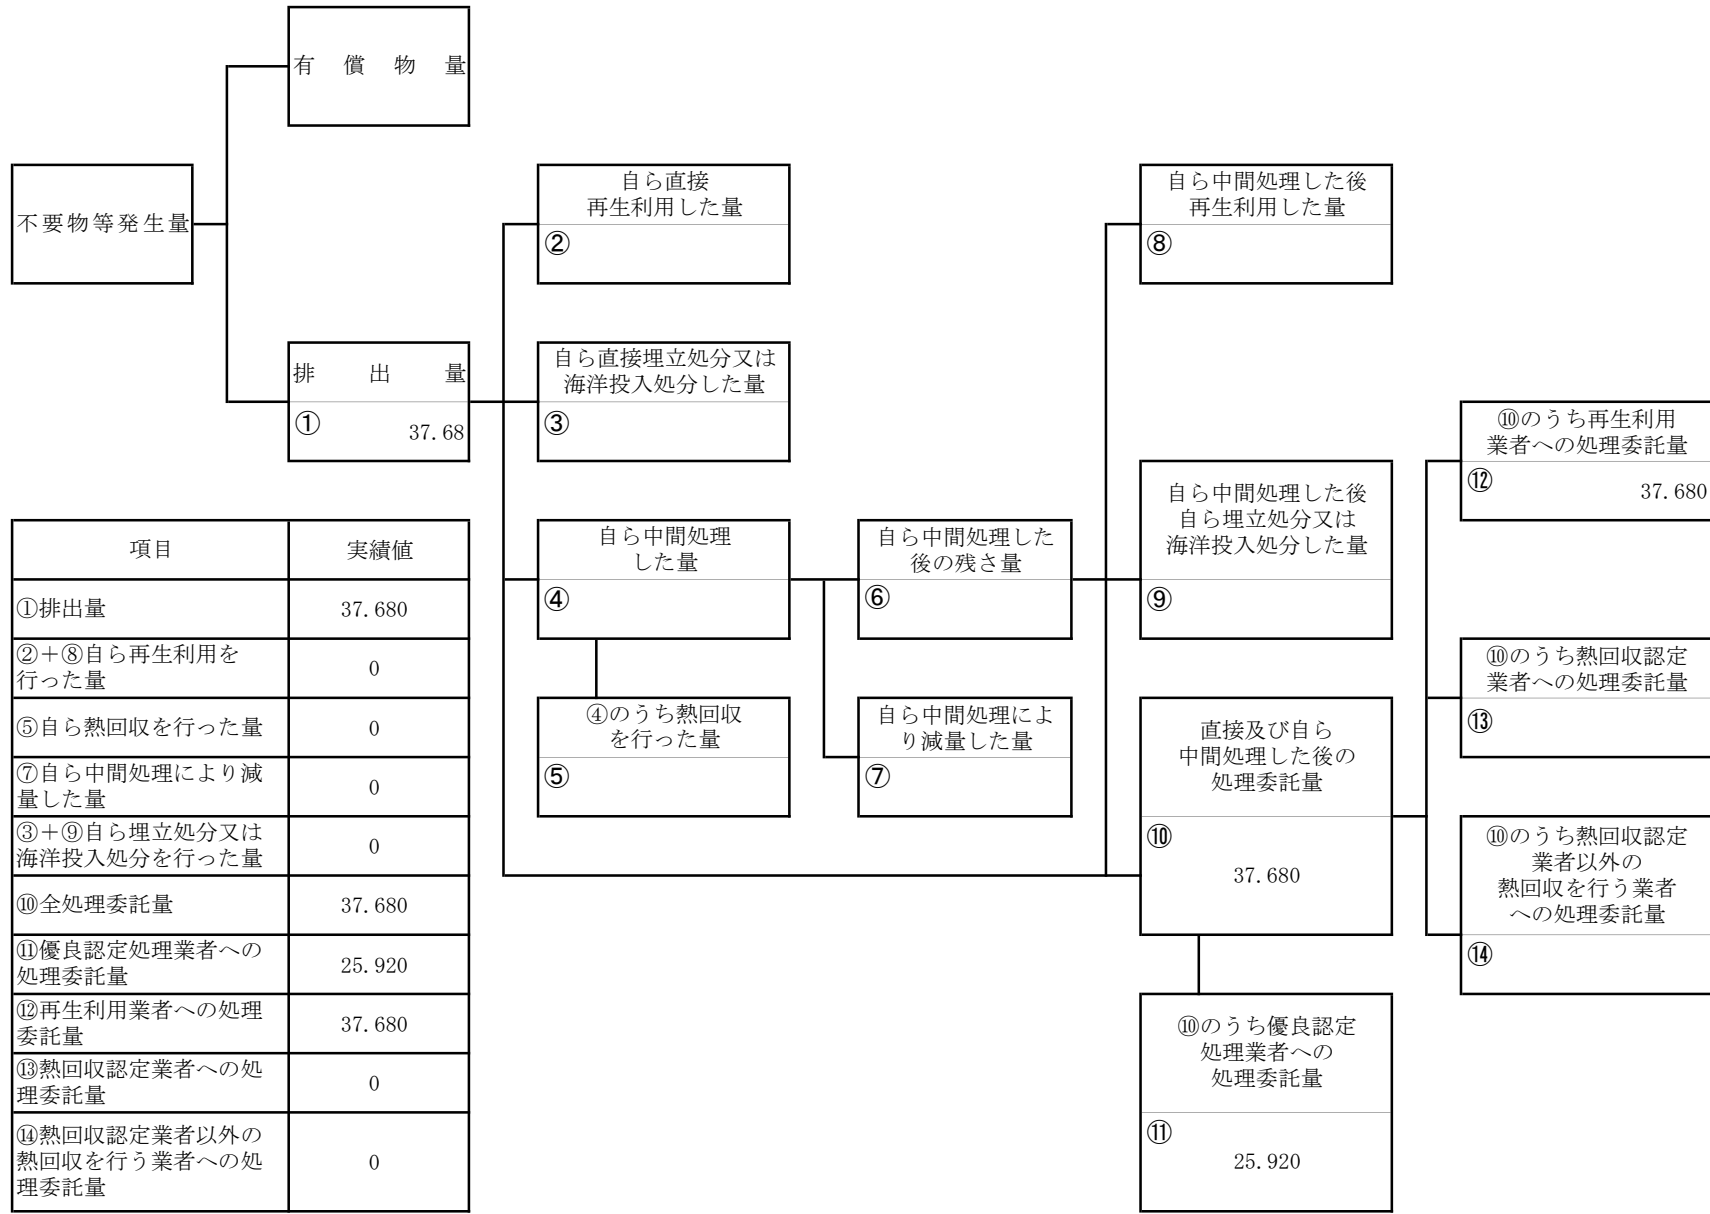 有償物量
不要物等発生量
排出量
① 37.68
自ら直接
再生利用した量
②
自ら直接埋立処分又は
海洋投入処分した量
③
自ら中間処理
した量
④
④のうち熱回収
を行った量
⑤
自ら中間処理した
後の残さ量
⑥
自ら中間処理によ
り減量した量
⑦
自ら中間処理した後
再生利用した量
⑧
自ら中間処理した後
自ら埋立処分又は
海洋投入処分した量
⑨
直接及び自ら
中間処理した後の
処理委託量
⑩
37.680
⑩のうち優良認定
処理業者への
処理委託量
⑪
25.920
⑩のうち再生利用
業者への処理委託量
⑫ 37.680
⑩のうち熱回収認定
業者への処理委託量
⑬
⑩のうち熱回収認定
業者以外の
熱回収を行う業者
への処理委託量
⑭
項目 実績値
①排出量 37.680
②+⑧自ら再生利用を
行った量 0
⑤自ら熱回収を行った量 0
⑦自ら中間処理により減
量した量 0
③+⑨自ら埋立処分又は
海洋投入処分を行った量 0
⑩全処理委託量 37.680
⑪優良認定処理業者への
処理委託量 25.920
⑫再生利用業者への処理
委託量 37.680
⑬熱回収認定業者への処
理委託量 0
⑭熱回収認定業者以外の
熱回収を行う業者への処
理委託量 0